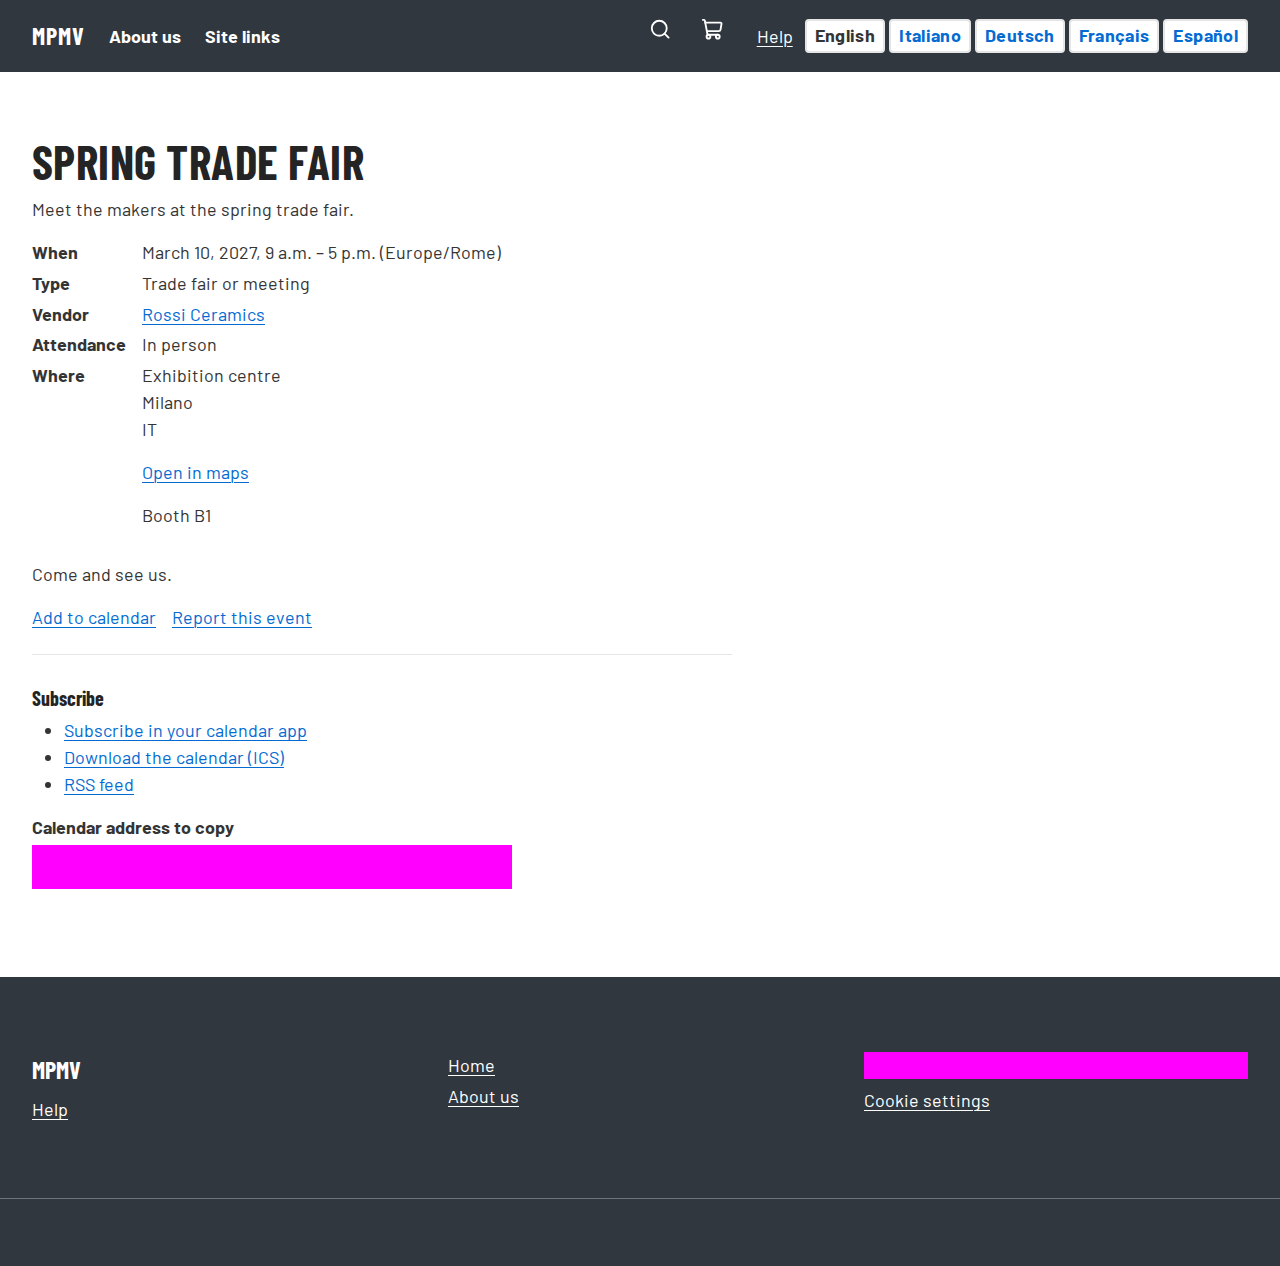 MPMV About us Site links Help English Italiano Deutsch Français Español
SPRING TRADE FAIR
Meet the makers at the spring trade fair.
When March 10, 2027, 9 a.m. – 5 p.m. (Europe/Rome)
Type Trade fair or meeting
Vendor Rossi Ceramics
Attendance In person
Where Exhibition centre
Milano
IT
Open in maps
Booth B1
Come and see us.
Add to calendar Report this event
Subscribe
Subscribe in your calendar app
Download the calendar (ICS)
RSS feed
Calendar address to copy
MPMV
Help
Home
About us
Cookie settings